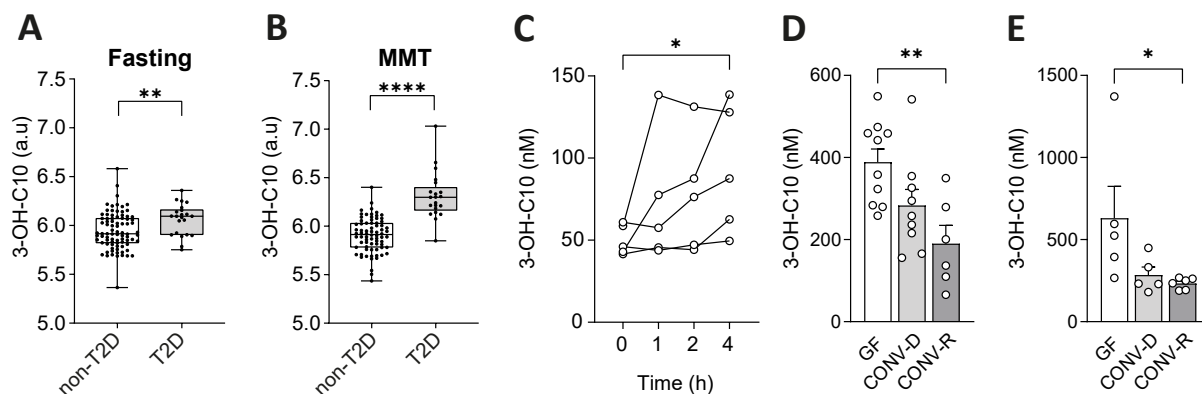 A
Fasting
**
3-OH-C10 (a.u)
7.5
7.0
6.5
6.0
5.5
5.0
non-T2D
T2D
B
MMT
****
3-OH-C10 (a.u)
7.5
7.0
6.5
6.0
5.5
5.0
non-T2D
T2D
C
*
3-OH-C10 (nM)
150
100
50
0
0 1 2 4
Time (h)
D
**
3-OH-C10 (nM)
600
400
200
0
GF
CONV-D
CONV-R
E
*
3-OH-C10 (nM)
1500
1000
500
0
GF
CONV-D
CONV-R